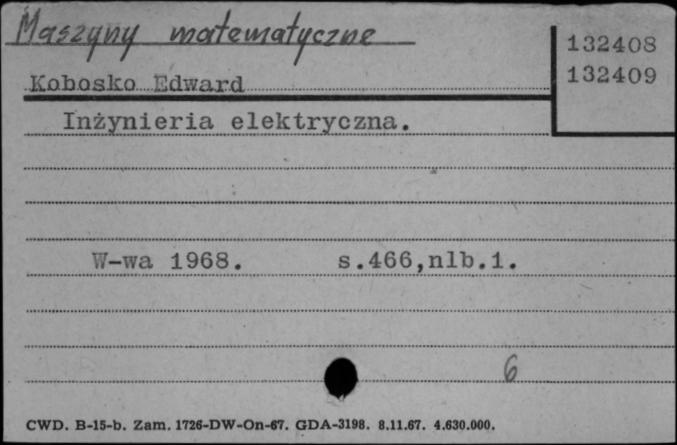 Maszyny matematyczne
132408
132409
Kobosko Edward
Inżynieria elektryczna.
W-wa 1968. s.466,nlb.1.
6
CWD. B-15-b. Zam. 1726-DW-On-67. GDA-3198. 8.11.67. 4.630.000.